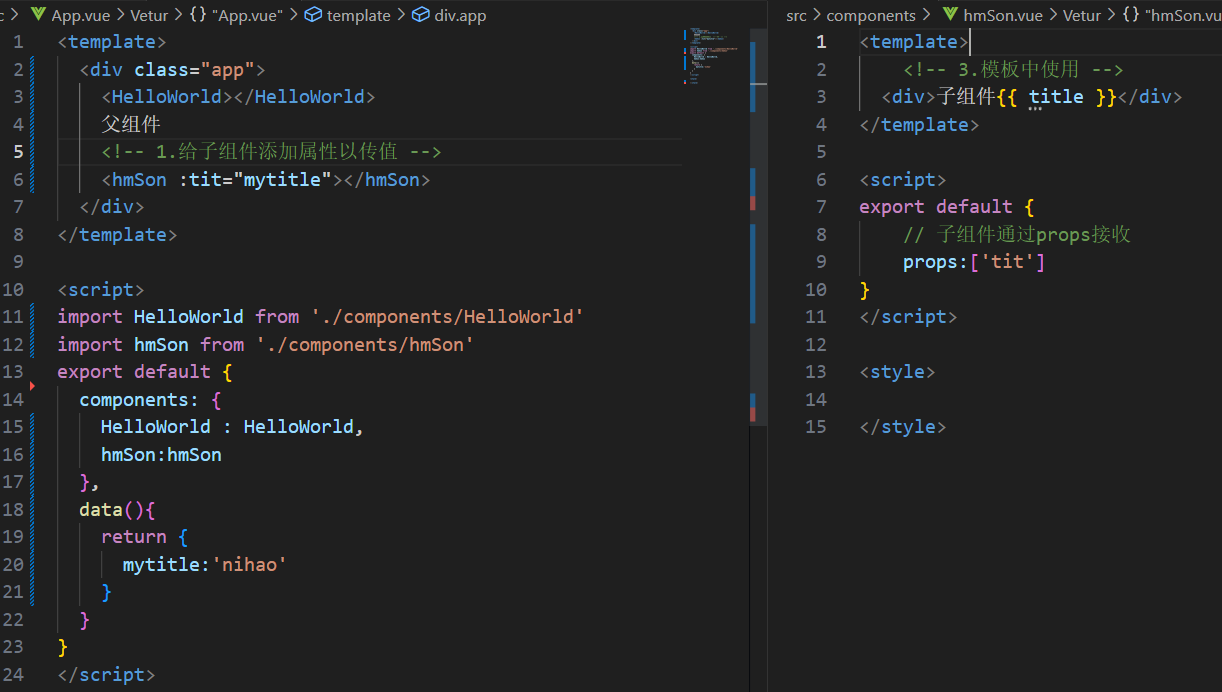 c > App.vue > Vetur > {} "App.vue" > template > div.app
1 <template>
2 <div class="app">
3 <HelloWorld></HelloWorld>
4 父组件
5 <!-- 1.给子组件添加属性以传值 -->
6 <hmSon :tit="mytitle"></hmSon>
7 </div>
8 </template>
9
10 <script>
11 import HelloWorld from './components/HelloWorld'
12 import hmSon from './components/hmSon'
13 export default {
14 components: {
15 HelloWorld : HelloWorld,
16 hmSon:hmSon
17 },
18 data(){
19 return {
20 mytitle:'nihao'
21 }
22 }
23 }
24 </script>
src > components > hmSon.vue > Vetur > {} "hmSon.vu
1 <template>
2 <!-- 3.模板中使用 -->
3 <div>子组件{{ title }}</div>
4 </template>
5
6 <script>
7 export default {
8 // 子组件通过props接收
9 props:['tit']
10 }
11 </script>
12
13 <style>
14
15 </style>